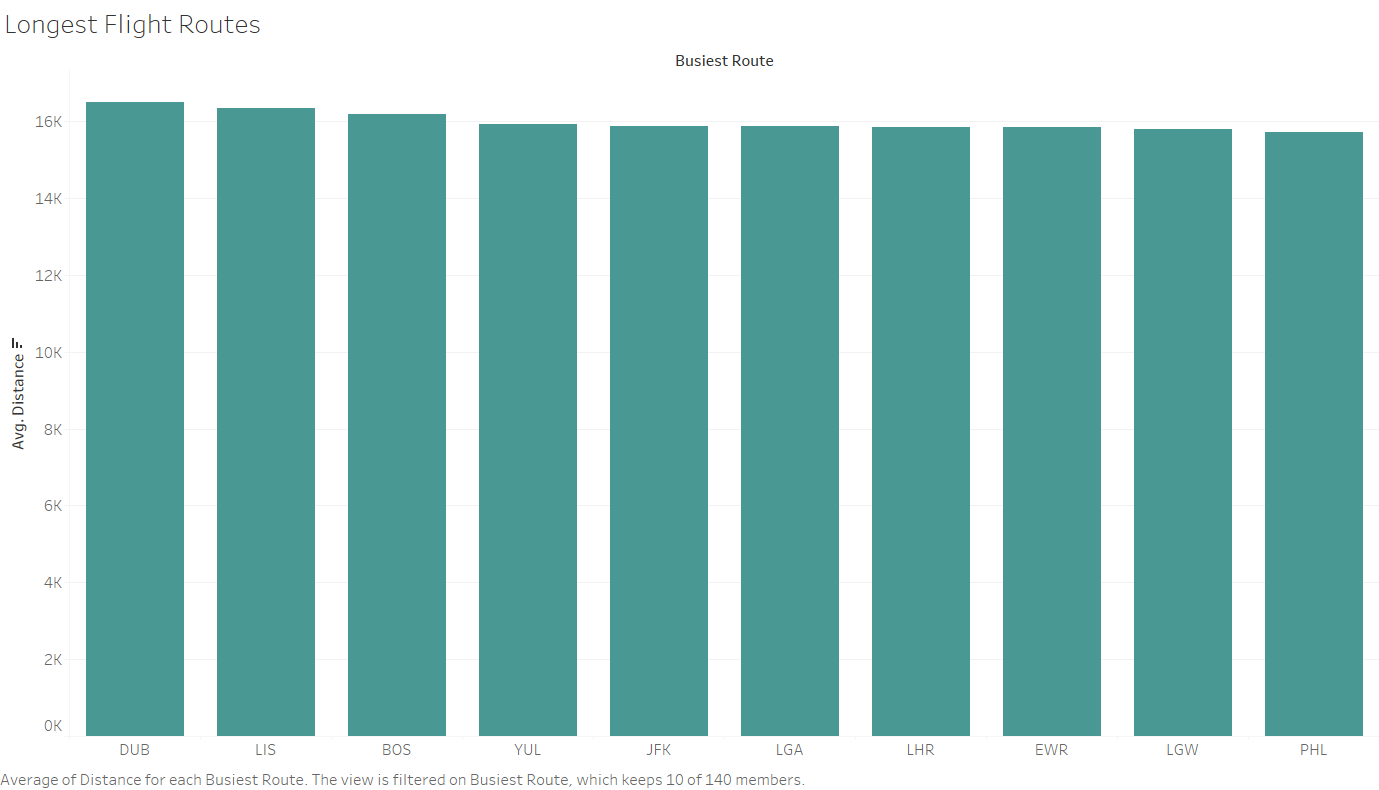 Longest Flight Routes
Busiest Route
Avg. Distance
16K
14K
12K
10K
8K
6K
4K
2K
0K
DUB LIS BOS YUL JFK LGA LHR EWR LGW PHL
Average of Distance for each Busiest Route. The view is filtered on Busiest Route, which keeps 10 of 140 members.